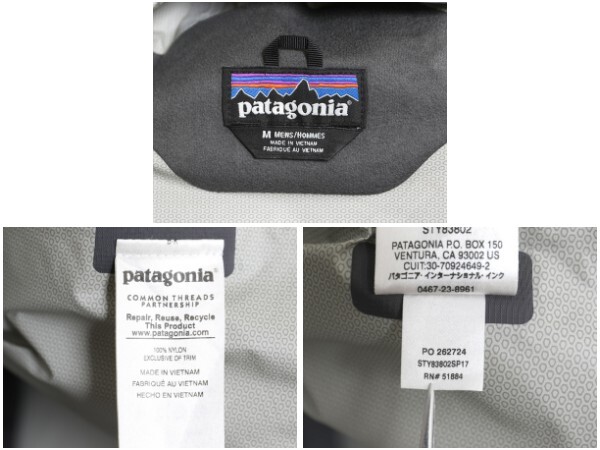 patagonia®
M MENS/HOMMES
MADE IN VIETNAM
FABRIQUÉ AU VIETNAM
patagonia®
COMMON THREADS
PARTNERSHIP
Repair, Reuse, Recycle
This Product
www.patagonia.com
100% NYLON
EXCLUSIVE OF TRIM
MADE IN VIETNAM
FABRIQUÉ AU VIETNAM
HECHO EN VIETNAM
STY83802
PATAGONIA P.O. BOX 150
VENTURA, CA 93002 US
CUIT:30-70924649-2
パタゴニア・インターナショナル・インク
0467-23-8961
PO 262724
STY83802SP17
RN# 51884